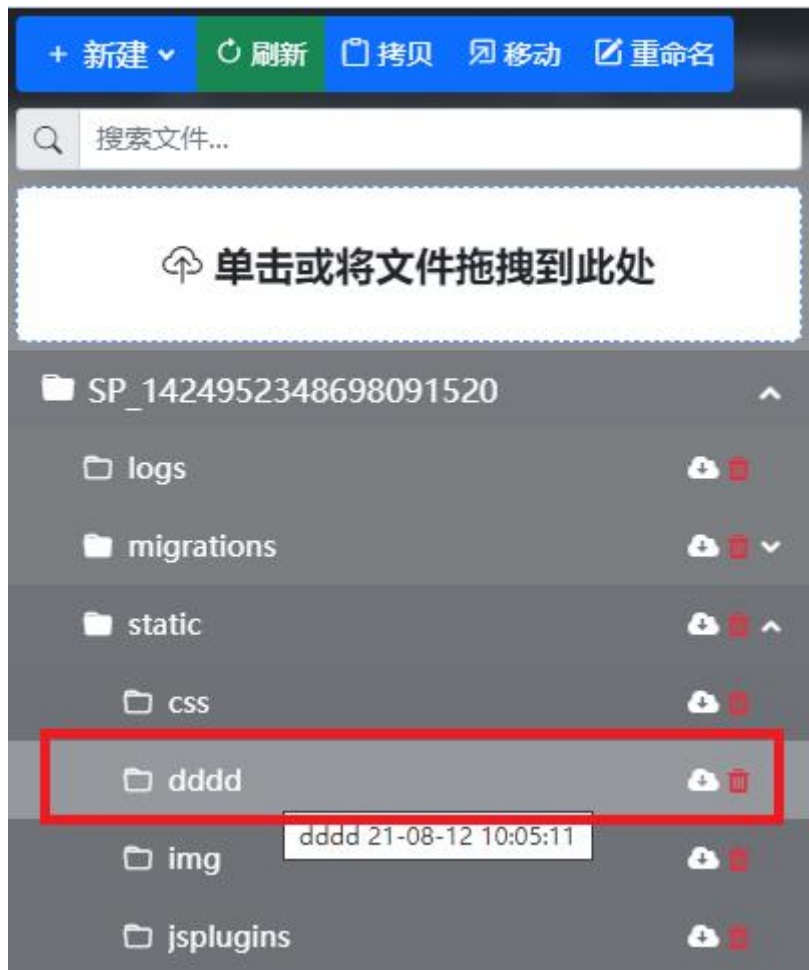 + 新建 刷新 拷贝 移动 重命名
搜索文件...
单击或将文件拖拽到此处
SP_1424952348698091520
logs
migrations
static
css
dddd
dddd 21-08-12 10:05:11
img
jsplugins